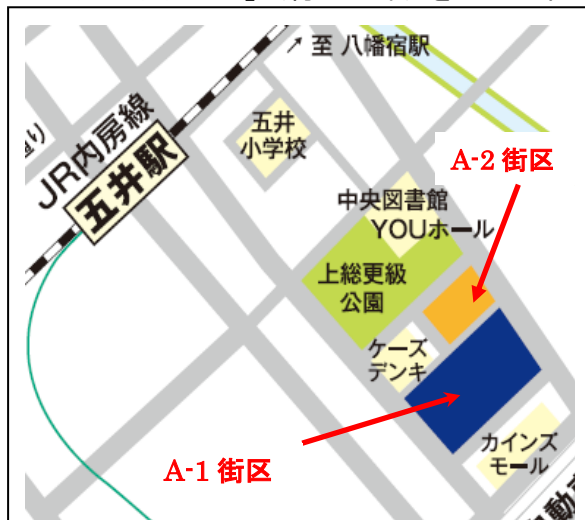 ↗ 至 八幡宿駅
JR内房線
五井駅
五井
小学校
A-2 街区
中央図書館
YOUホール
上総更級
公園
ケーズ
デンキ
A-1 街区
カインズ
モール